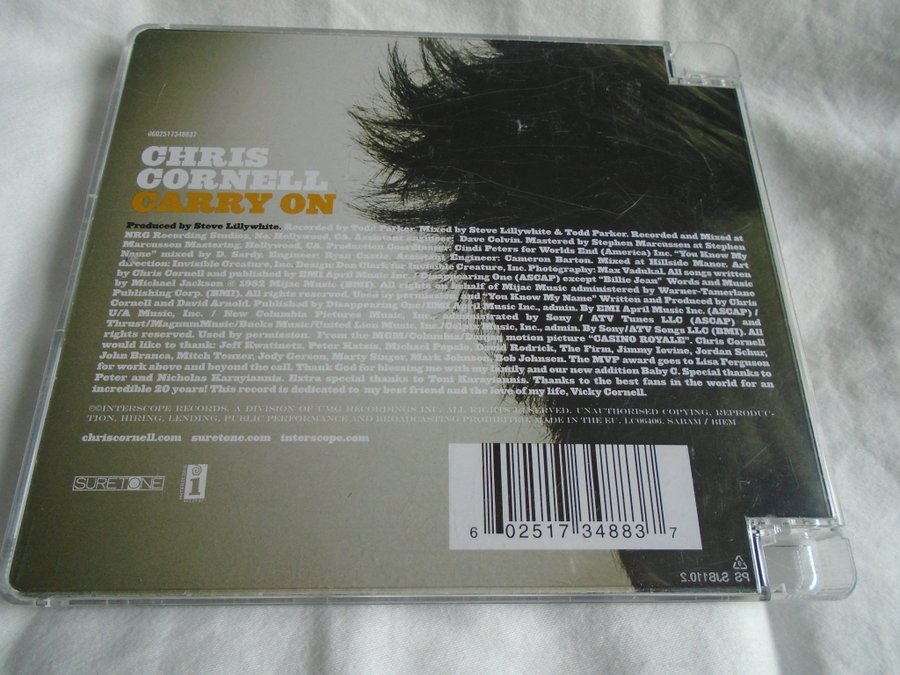 0602517348837
CHRIS
CORNELL
CARRY ON
Produced by Steve Lillywhite. Recorded by Todd Parker. Mixed by Steve Lillywhite & Todd Parker. Recorded and Mixed at
NRG Recording Studios, No. Hollywood, CA. Assistant engineer: Dave Colvin. Mastered by Stephen Marcussen at Stephen
Marcussen Mastering, Hollywood, CA. Production Coordinator: Cindi Peters for Worlds End (America) Inc. "You Know My
Name" mixed by D. Sardy. Engineer: Assistant Engineer: Cameron Barton. Mixed at Hillside Manor. Art
direction: Invisible Creature, Inc. Design: Don Clark for Invisible Creature, Inc. Photography: Max Vadukul. All songs written
by Chris Cornell and published by EMI April Music Inc. / Disappearing One (ASCAP) except "Billie Jean" Words and Music
by Michael Jackson © 1982 Mijac Music (BMI). All rights on behalf of Mijac Music administered by Warner-Tamerlane
Publishing Corp. (BMI). All rights reserved. Used by permission. and "You Know My Name" Written and Produced by Chris
Cornell and David Arnold. Published by Disappearing One/EMI April Music Inc., admin. By EMI April Music Inc. (ASCAP) /
U/A Music, Inc. / New Colombia Pictures Music, Inc. administrated by Sony / ATV Tunes LLC (ASCAP) and
Thrust/MagnumMusic/Bucks Music/United Lion Music, Inc., admin. By Sony/ATV Songs LLC (BMI). All
rights reserved. Used by permission. From the MGM/Columbia/Danjaq motion picture "CASINO ROYALE". Chris Cornell
would like to thank: Jeff Kwatinetz, Peter Katsis, Michael Papale, David Rodrick, The Firm, Jimmy Iovine, Jordan Schur,
John Branca, Mitch Tenzer, Jody Gerson, Marty Singer, Mark Johnson, Bob Johnsen. The MVP award goes to Lisa Ferguson
for work above and beyond the call. Thank God for blessing me with my family and our new addition Baby C. Special thanks to
Peter and Nicholas Karayiannis. Extra special thanks to Toni Karayiannis. Thanks to the best fans in the world for an
incredible 20 years! This record is dedicated to my best friend and the love of my life, Vicky Cornell.
℗©INTERSCOPE RECORDS, A DIVISION OF UMG RECORDINGS INC. ALL RIGHTS RESERVED. UNAUTHORISED COPYING, REPRODUC-
TION, HIRING, LENDING, PUBLIC PERFORMANCE AND BROADCASTING PROHIBITED. MADE IN THE EU. LC06406. SABAM / BIEM
chriscornell.com suretone.com interscope.com
SURETONE i
6 02517 34883 7
PS SJB110.2